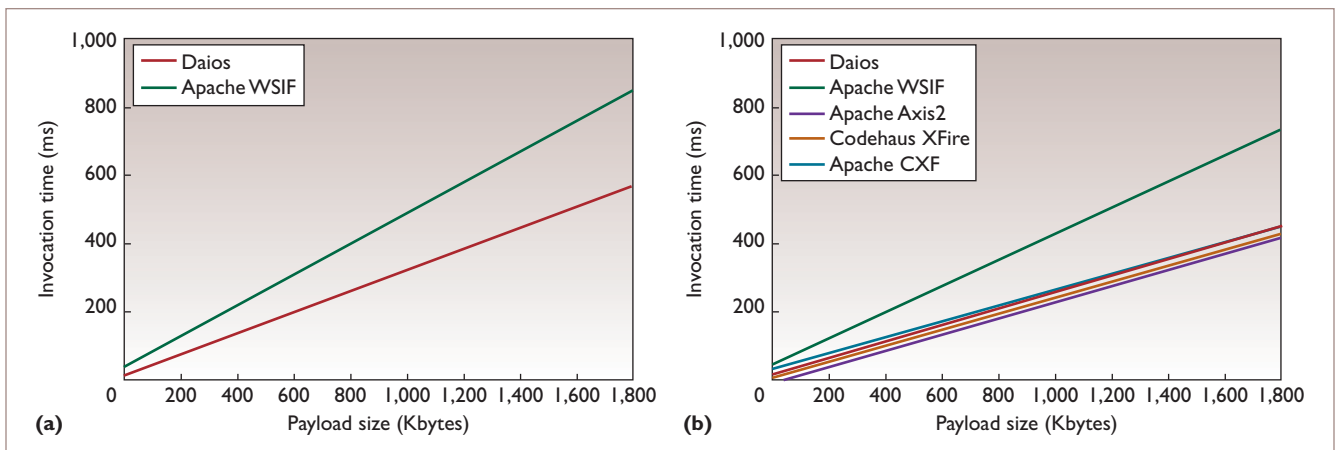 1,000
800
600
400
200
Invocation time (ms)
Daios
Apache WSIF
0 200 400 600 800 1,000 1,200 1,400 1,600 1,800
Payload size (Kbytes)
(a)
1,000
800
600
400
200
Invocation time (ms)
Daios
Apache WSIF
Apache Axis2
Codehaus XFire
Apache CXF
0 200 400 600 800 1,000 1,200 1,400 1,600 1,800
Payload size (Kbytes)
(b)